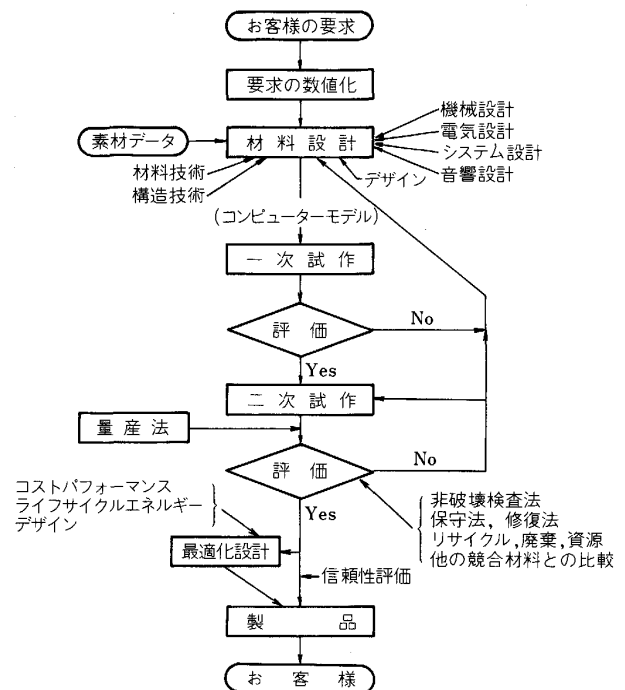 お客様の要求
要求の数値化
機械設計
電気設計
システム設計
音響設計
素材データ
材料設計
材料技術
構造技術
デザイン
(コンピューターモデル)
一次試作
評価
No
Yes
二次試作
量産法
評価
No
Yes
コストパフォーマンス
ライフサイクルエネルギー
デザイン
非破壊検査法
保守法，修復法
リサイクル，廃棄，資源
他の競合材料との比較
最適化設計
信頼性評価
製品
お客様